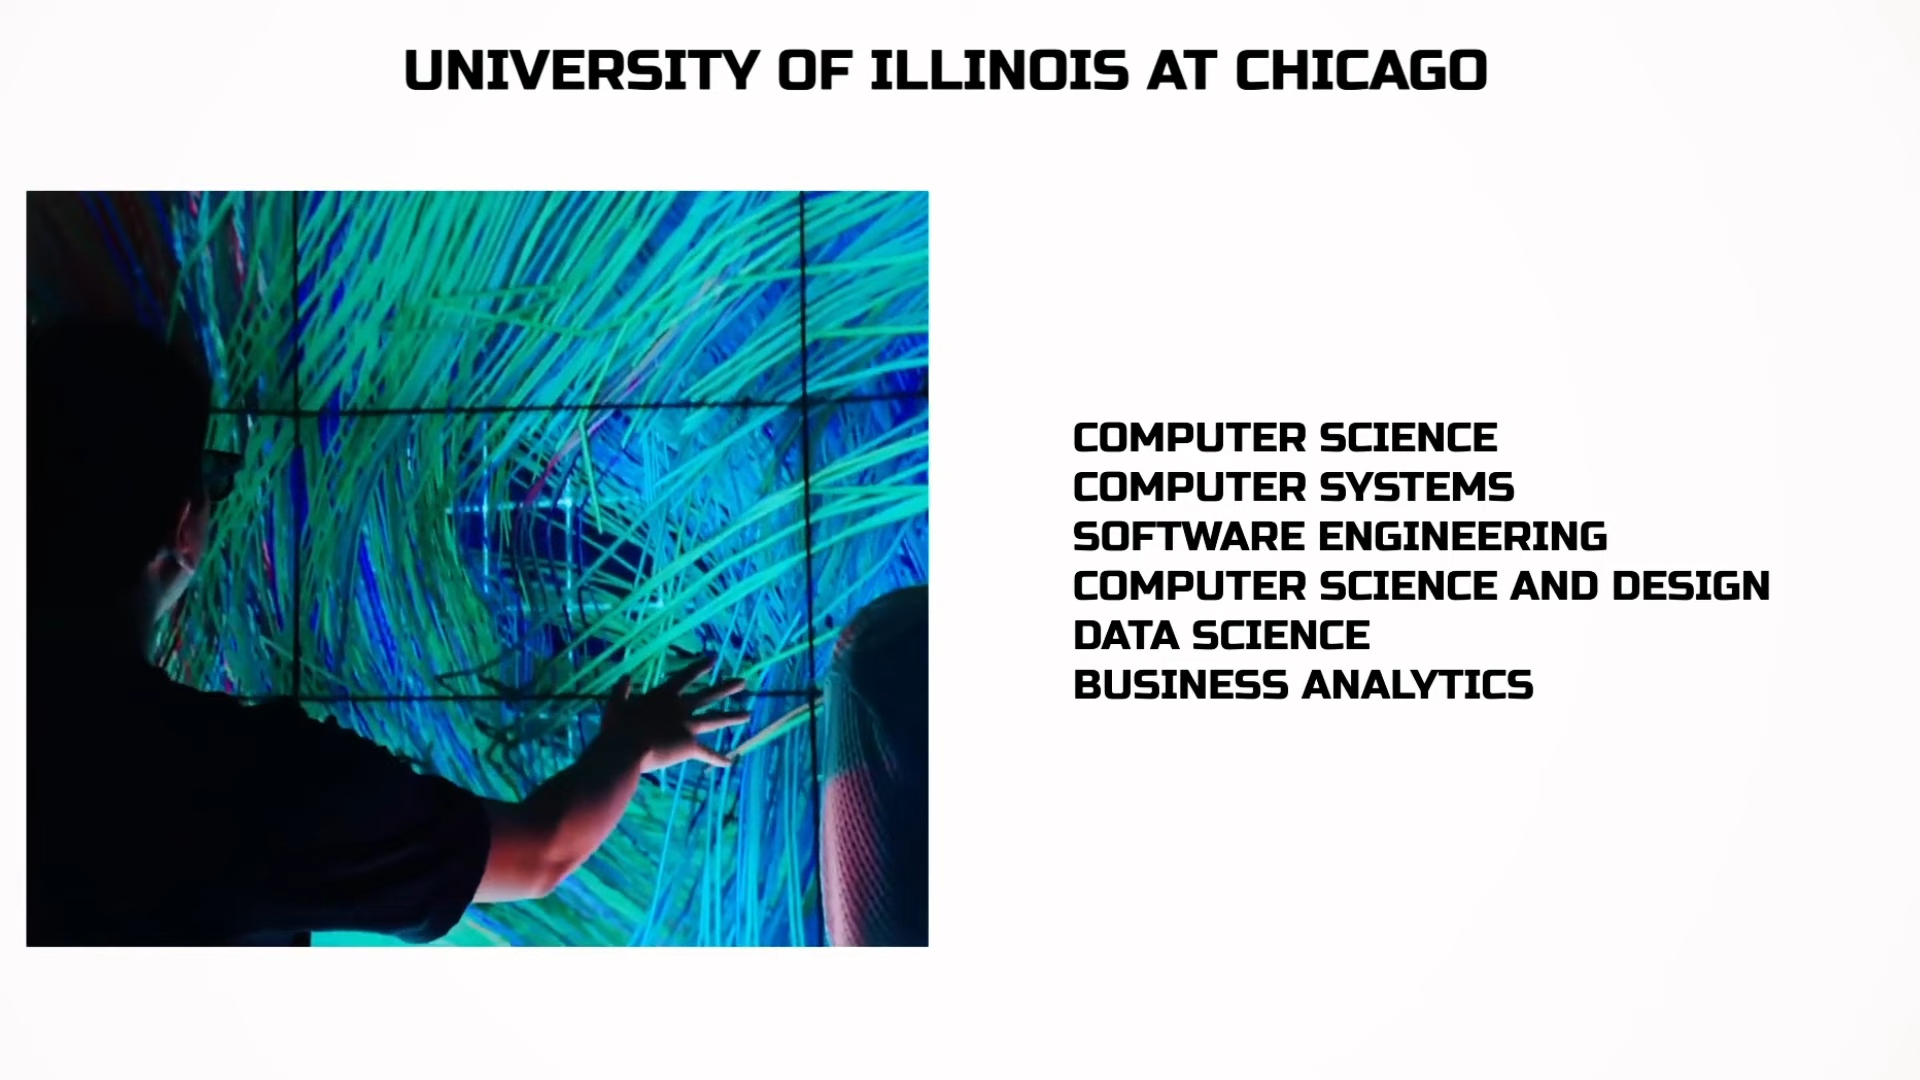 UNIVERSITY OF ILLINOIS AT CHICAGO
COMPUTER SCIENCE
COMPUTER SYSTEMS
SOFTWARE ENGINEERING
COMPUTER SCIENCE AND DESIGN
DATA SCIENCE
BUSINESS ANALYTICS